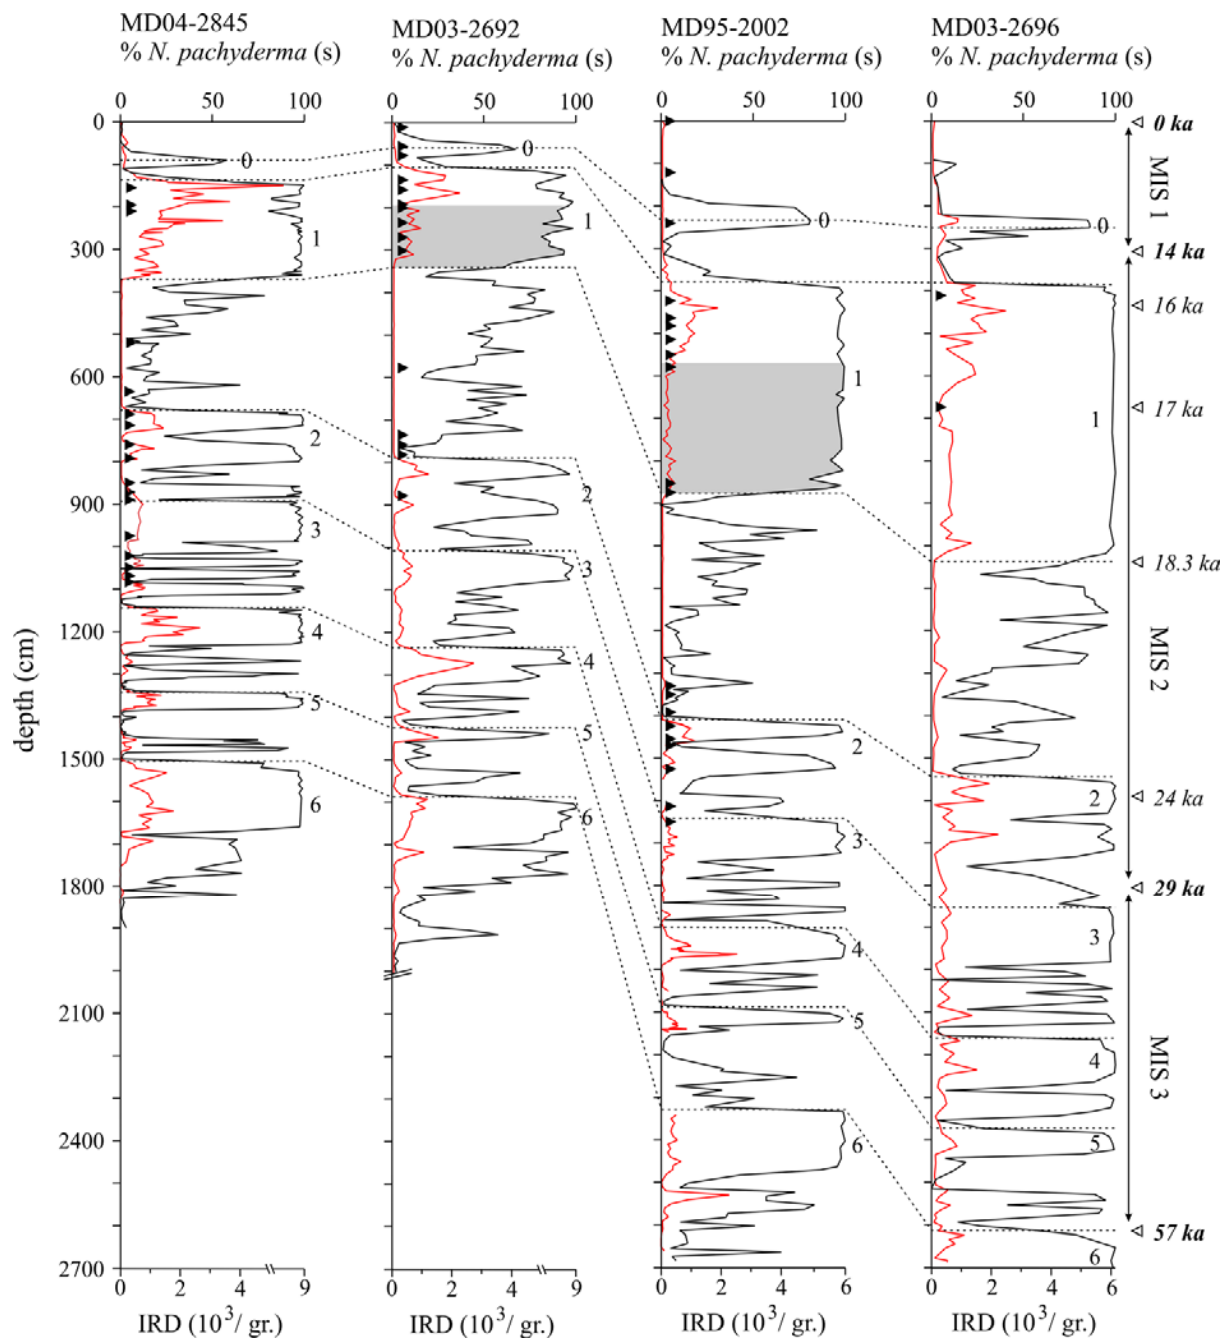 MD04-2845
% N. pachyderma (s)
0 50 100
MD03-2692
% N. pachyderma (s)
0 50 100
MD95-2002
% N. pachyderma (s)
0 50 100
MD03-2696
% N. pachyderma (s)
0 50 100
depth (cm)
0
300
600
900
1200
1500
1800
2100
2400
2700
0
1
2
3
4
5
6
0
1
2
3
4
5
6
0
1
2
3
4
5
6
0
1
2
3
4
5
6
0 ka
14 ka
16 ka
17 ka
18.3 ka
24 ka
29 ka
57 ka
MIS 1
MIS 2
MIS 3
0 2 4 9
IRD (10³/ gr.)
0 2 4 9
IRD (10³/ gr.)
0 2 4 6
IRD (10³/ gr.)
0 2 4 6
IRD (10³/ gr.)